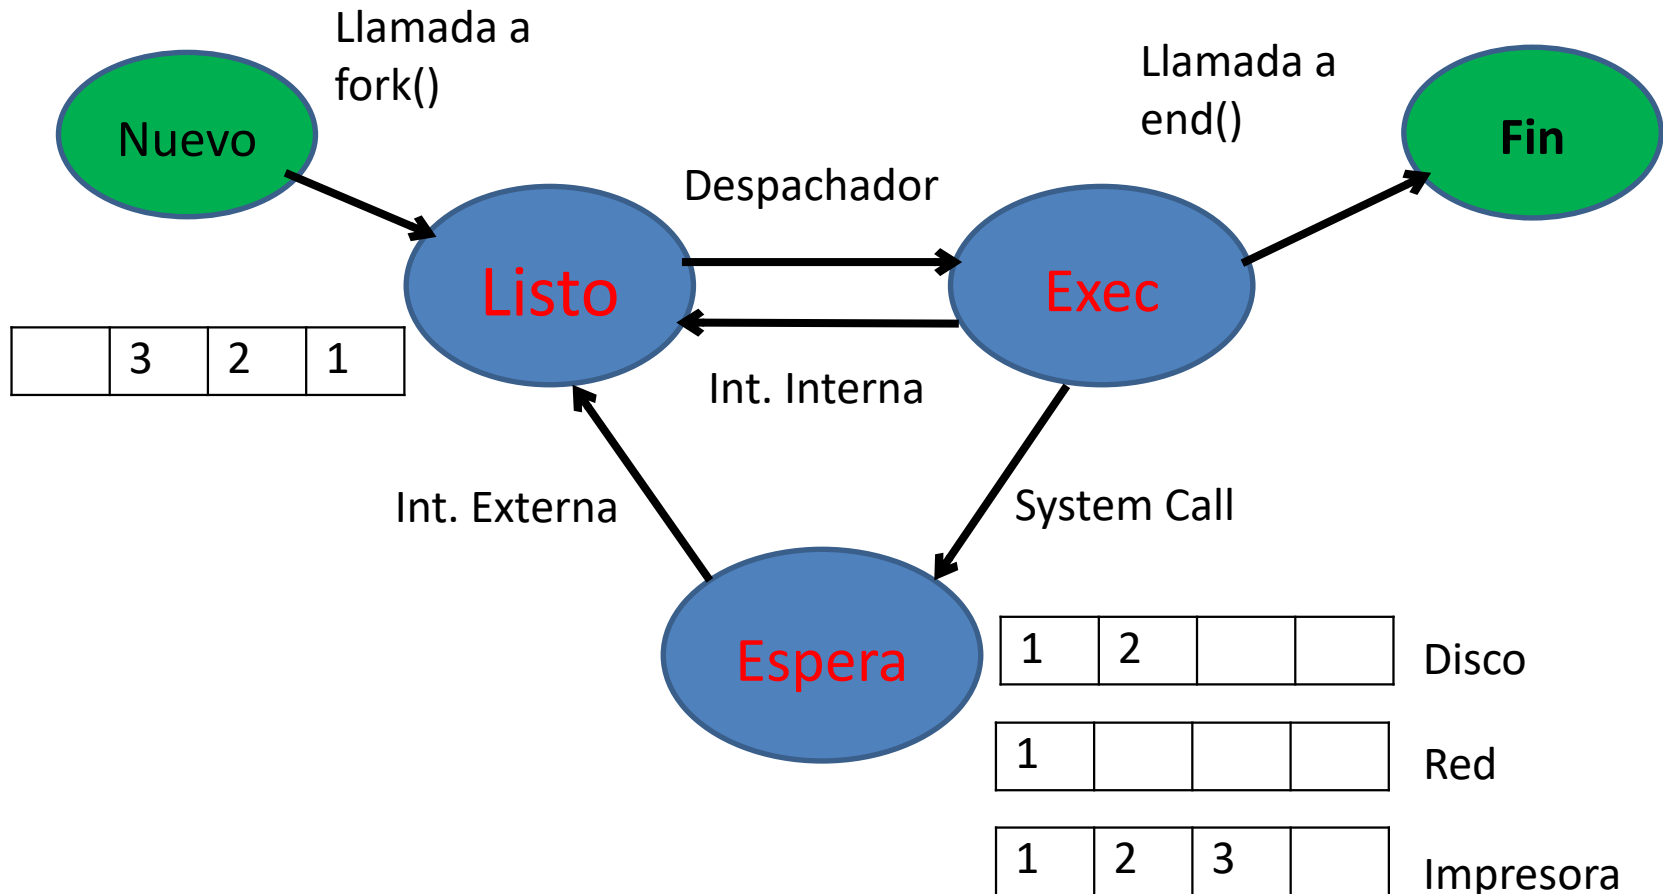 Llamada a
fork()
Llamada a
end()
Nuevo
Fin
Despachador
Listo
Exec
3 2 1
Int. Interna
Int. Externa
System Call
Espera
1 2
Disco
1
Red
1 2 3
Impresora